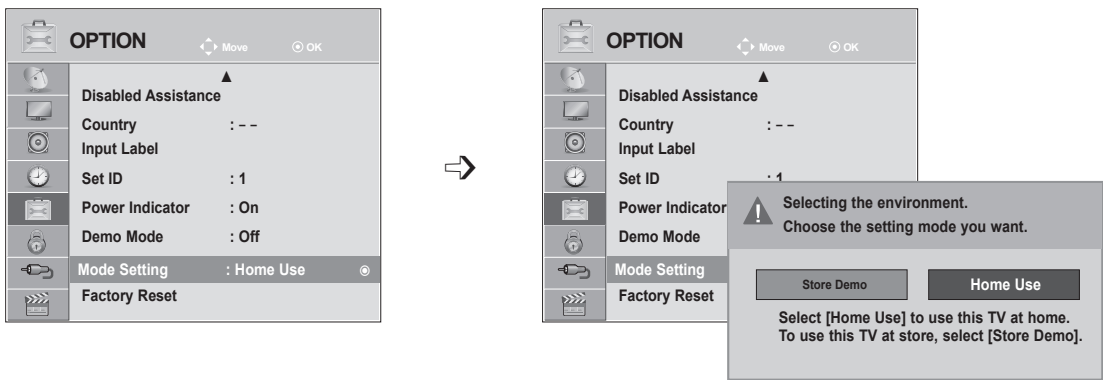 OPTION
Move
OK
Disabled Assistance
Country : – –
Input Label
Set ID : 1
Power Indicator : On
Demo Mode : Off
Mode Setting : Home Use
Factory Reset
OPTION
Move
OK
Disabled Assistance
Country : – –
Input Label
Set ID : 1
Power Indicator
Demo Mode
Mode Setting
Factory Reset
Selecting the environment.
Choose the setting mode you want.
Store Demo
Home Use
Select [Home Use] to use this TV at home.
To use this TV at store, select [Store Demo].